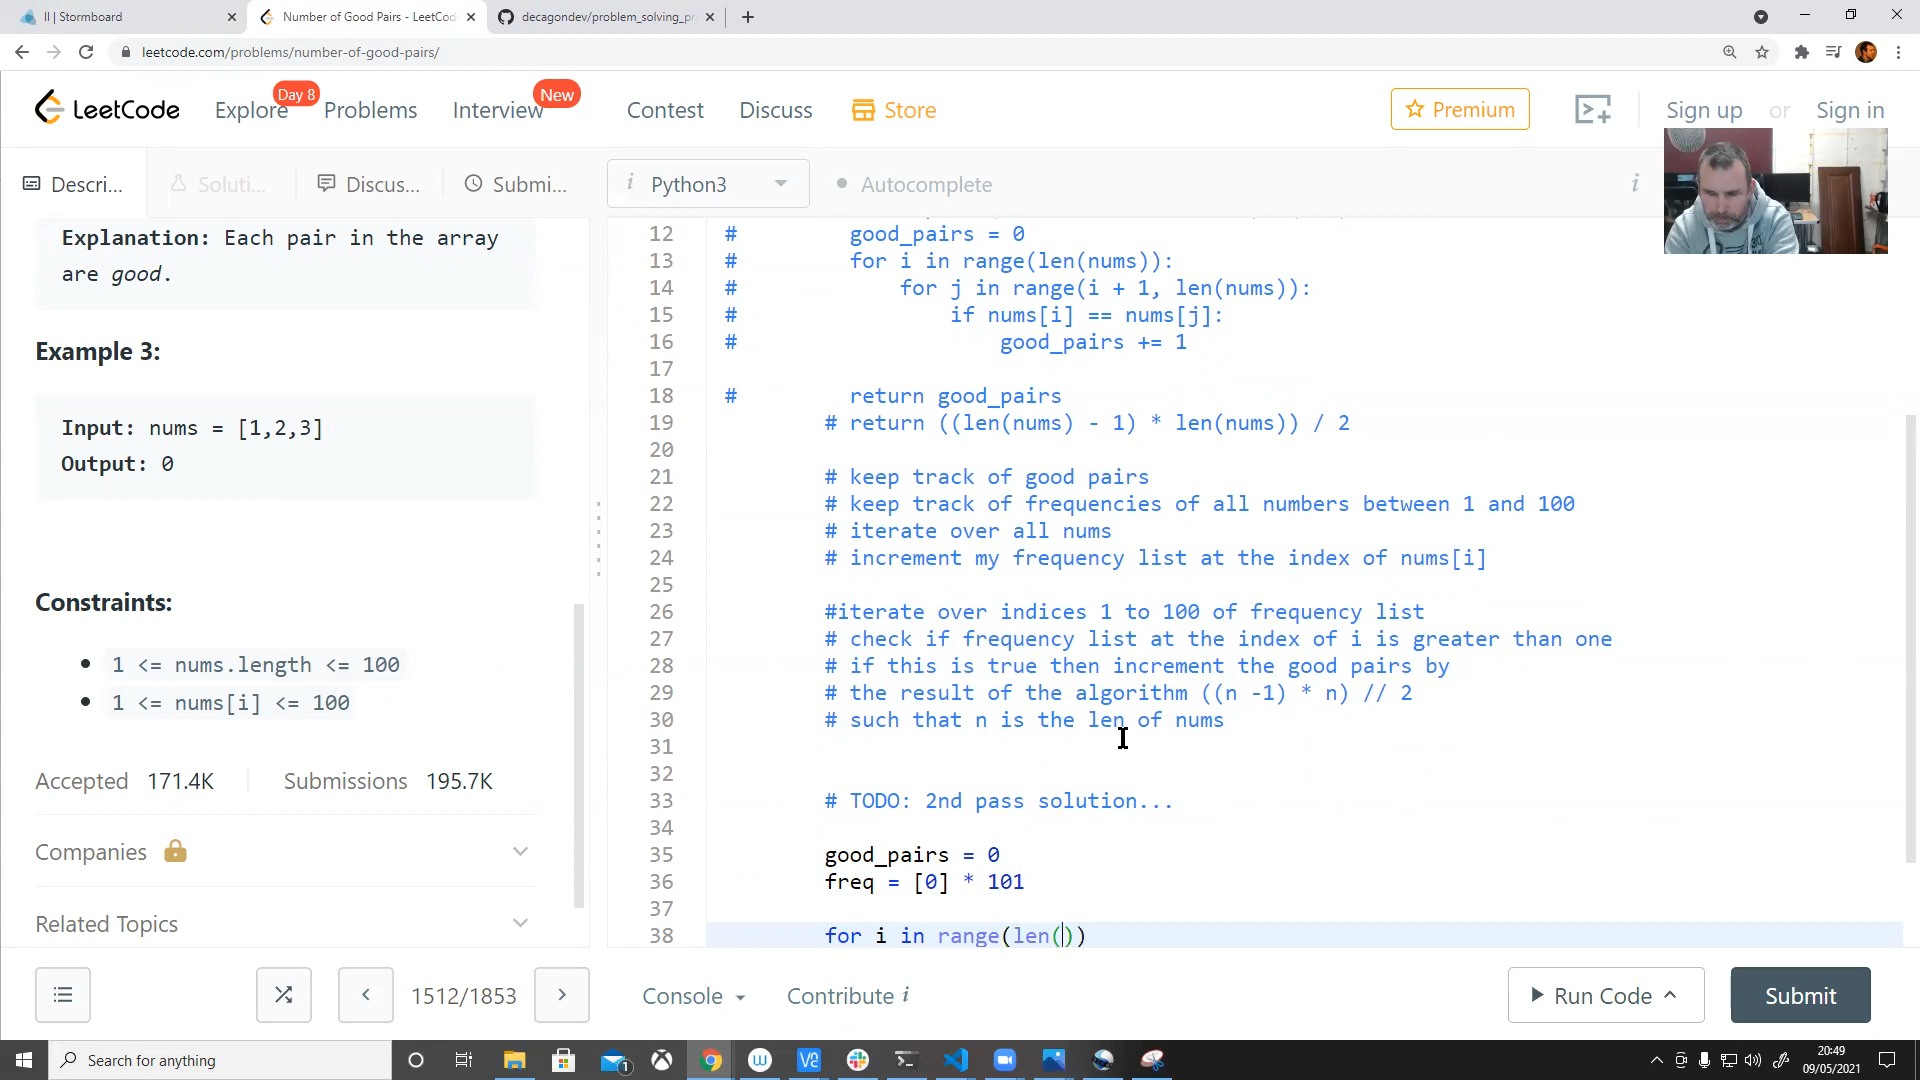 ll | Stormboard
Number of Good Pairs - LeetCode
decagondev/problem_solving_pr
leetcode.com/problems/number-of-good-pairs/
LeetCode
Explore
Day 8
Problems
Interview
New
Contest
Discuss
Store
Premium
Sign up
or
Sign in
Descri...
Soluti...
Discus...
Submi...
i Python3
Autocomplete
i
Explanation: Each pair in the array
are good.
Example 3:
Input: nums = [1,2,3]
Output: 0
Constraints:
1 <= nums.length <= 100
1 <= nums[i] <= 100
Accepted 171.4K
Submissions 195.7K
Companies
Related Topics
12 # good_pairs = 0
13 # for i in range(len(nums)):
14 # for j in range(i + 1, len(nums)):
15 # if nums[i] == nums[j]:
16 # good_pairs += 1
17
18 # return good_pairs
19 # return ((len(nums) - 1) * len(nums)) / 2
20
21 # keep track of good pairs
22 # keep track of frequencies of all numbers between 1 and 100
23 # iterate over all nums
24 # increment my frequency list at the index of nums[i]
25
26 #iterate over indices 1 to 100 of frequency list
27 # check if frequency list at the index of i is greater than one
28 # if this is true then increment the good pairs by
29 # the result of the algorithm ((n -1) * n) // 2
30 # such that n is the len of nums
31
32
33 # TODO: 2nd pass solution...
34
35 good_pairs = 0
36 freq = [0] * 101
37
38 for i in range(len())
1512/1853
Console
Contribute i
Run Code
Submit
Search for anything
1
20:49
09/05/2021